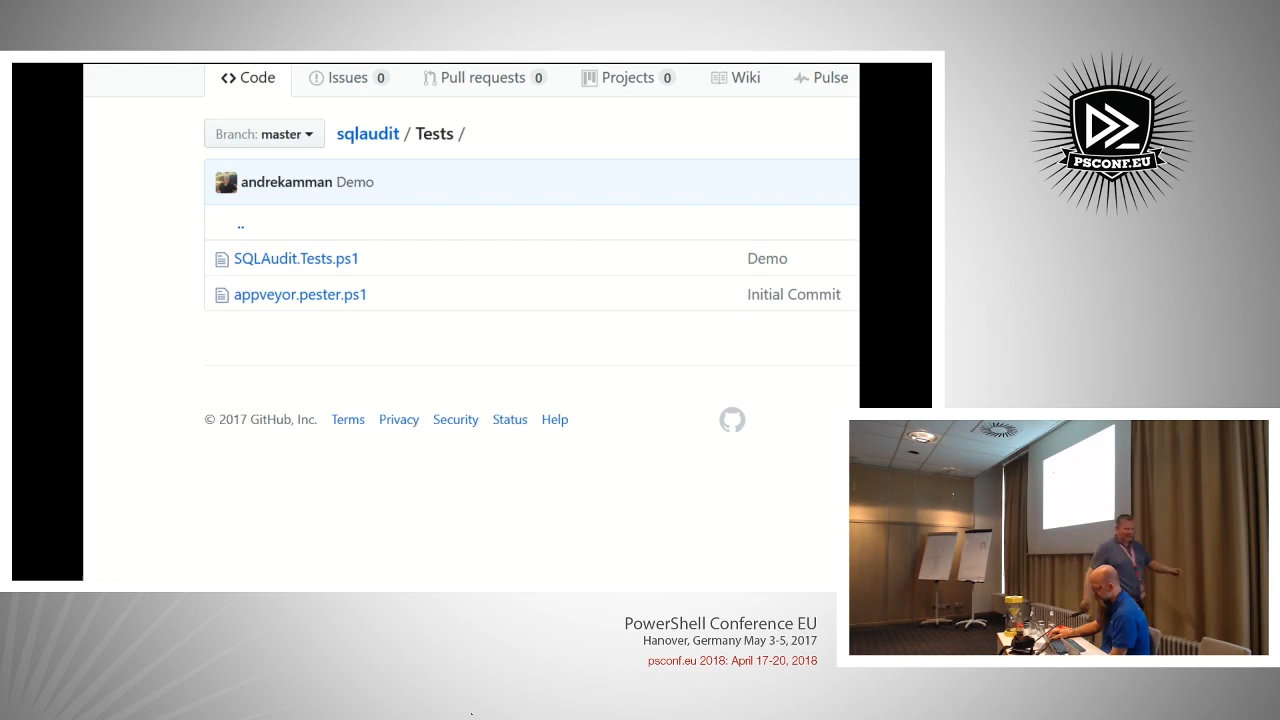 Code Issues 0 Pull requests 0 Projects 0 Wiki Pulse
Branch: master sqlaudit / Tests /
andrekamman Demo
..
SQLAudit.Tests.ps1 Demo
appveyor.pester.ps1 Initial Commit
© 2017 GitHub, Inc. Terms Privacy Security Status Help
PSCONF.EU
PowerShell Conference EU
Hanover, Germany May 3-5, 2017
psconf.eu 2018: April 17-20, 2018